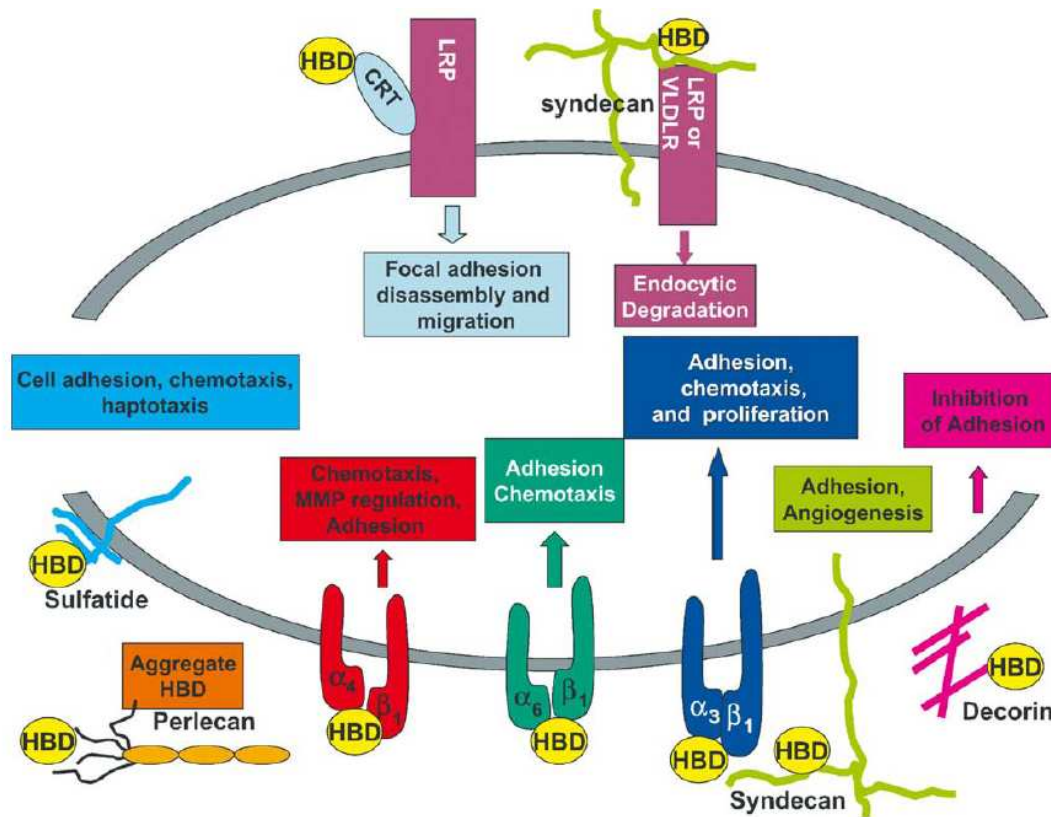 HBD
CRT
LRP
HBD
syndecan
LRP or
VLDLR
Focal adhesion
disassembly and
migration
Endocytic
Degradation
Cell adhesion, chemotaxis,
haptotaxis
Adhesion,
chemotaxis,
and proliferation
Inhibition
of Adhesion
Chemotaxis,
MMP regulation,
Adhesion
Adhesion
Chemotaxis
Adhesion,
Angiogenesis
HBD
Sulfatide
Aggregate
HBD
Perlecan
HBD
α4
β1
HBD
α6
β1
HBD
α3
β1
HBD
HBD
Syndecan
HBD
Decorin